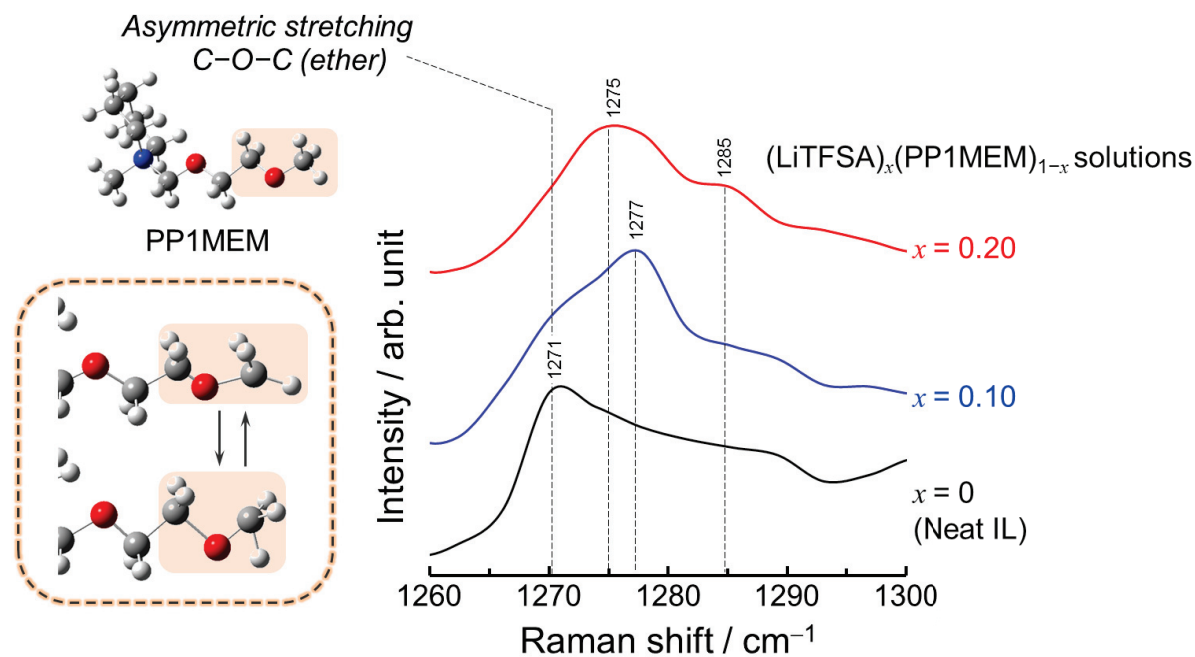 Asymmetric stretching
C−O−C (ether)
PP1MEM
1275
1285
1277
1271
(LiTFSA)x(PP1MEM)1−x solutions
x = 0.20
x = 0.10
x = 0
(Neat IL)
Intensity / arb. unit
1260 1270 1280 1290 1300
Raman shift / cm−1